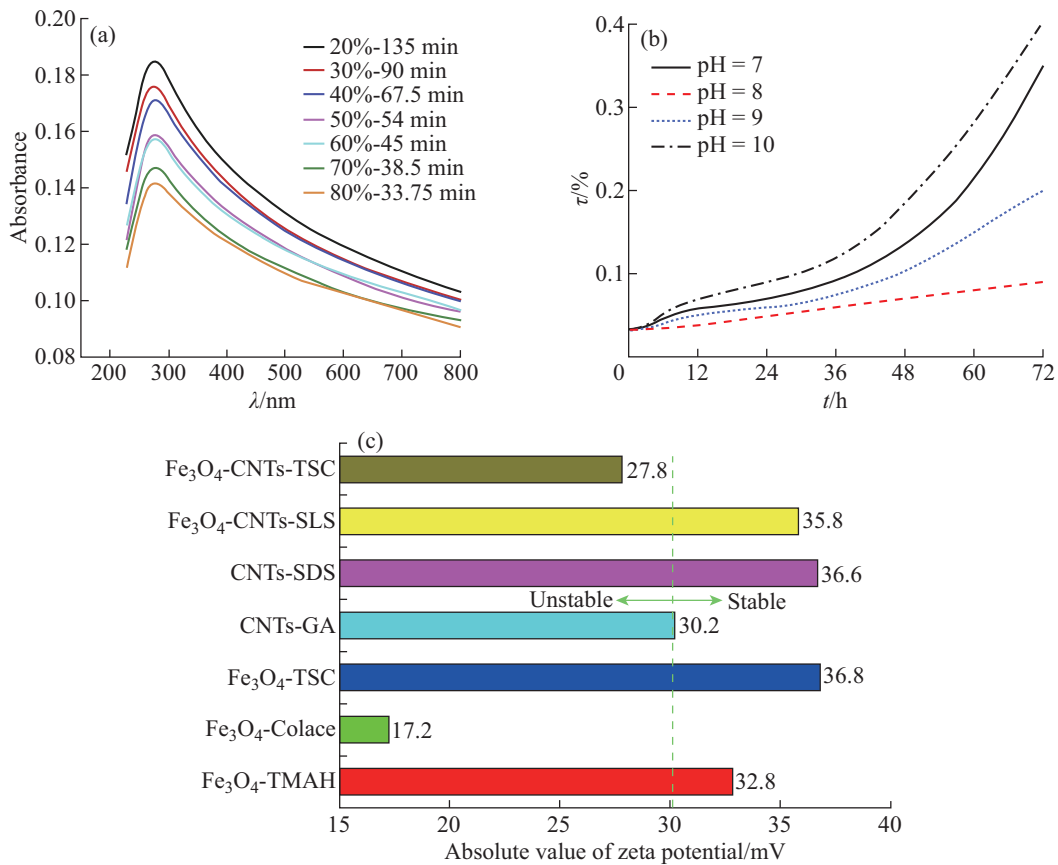 (a)
0.20
0.18
0.16
0.14
0.12
0.10
0.08
Absorbance
20%-135 min
30%-90 min
40%-67.5 min
50%-54 min
60%-45 min
70%-38.5 min
80%-33.75 min
200 300 400 500 600 700 800
λ/nm
(b)
0.4
0.3
0.2
0.1
τ/%
pH = 7
pH = 8
pH = 9
pH = 10
0 12 24 36 48 60 72
t/h
(c)
Fe₃O₄-CNTs-TSC 27.8
Fe₃O₄-CNTs-SLS 35.8
CNTs-SDS 36.6
Unstable Stable
CNTs-GA 30.2
Fe₃O₄-TSC 36.8
Fe₃O₄-Colace 17.2
Fe₃O₄-TMAH 32.8
15 20 25 30 35 40
Absolute value of zeta potential/mV